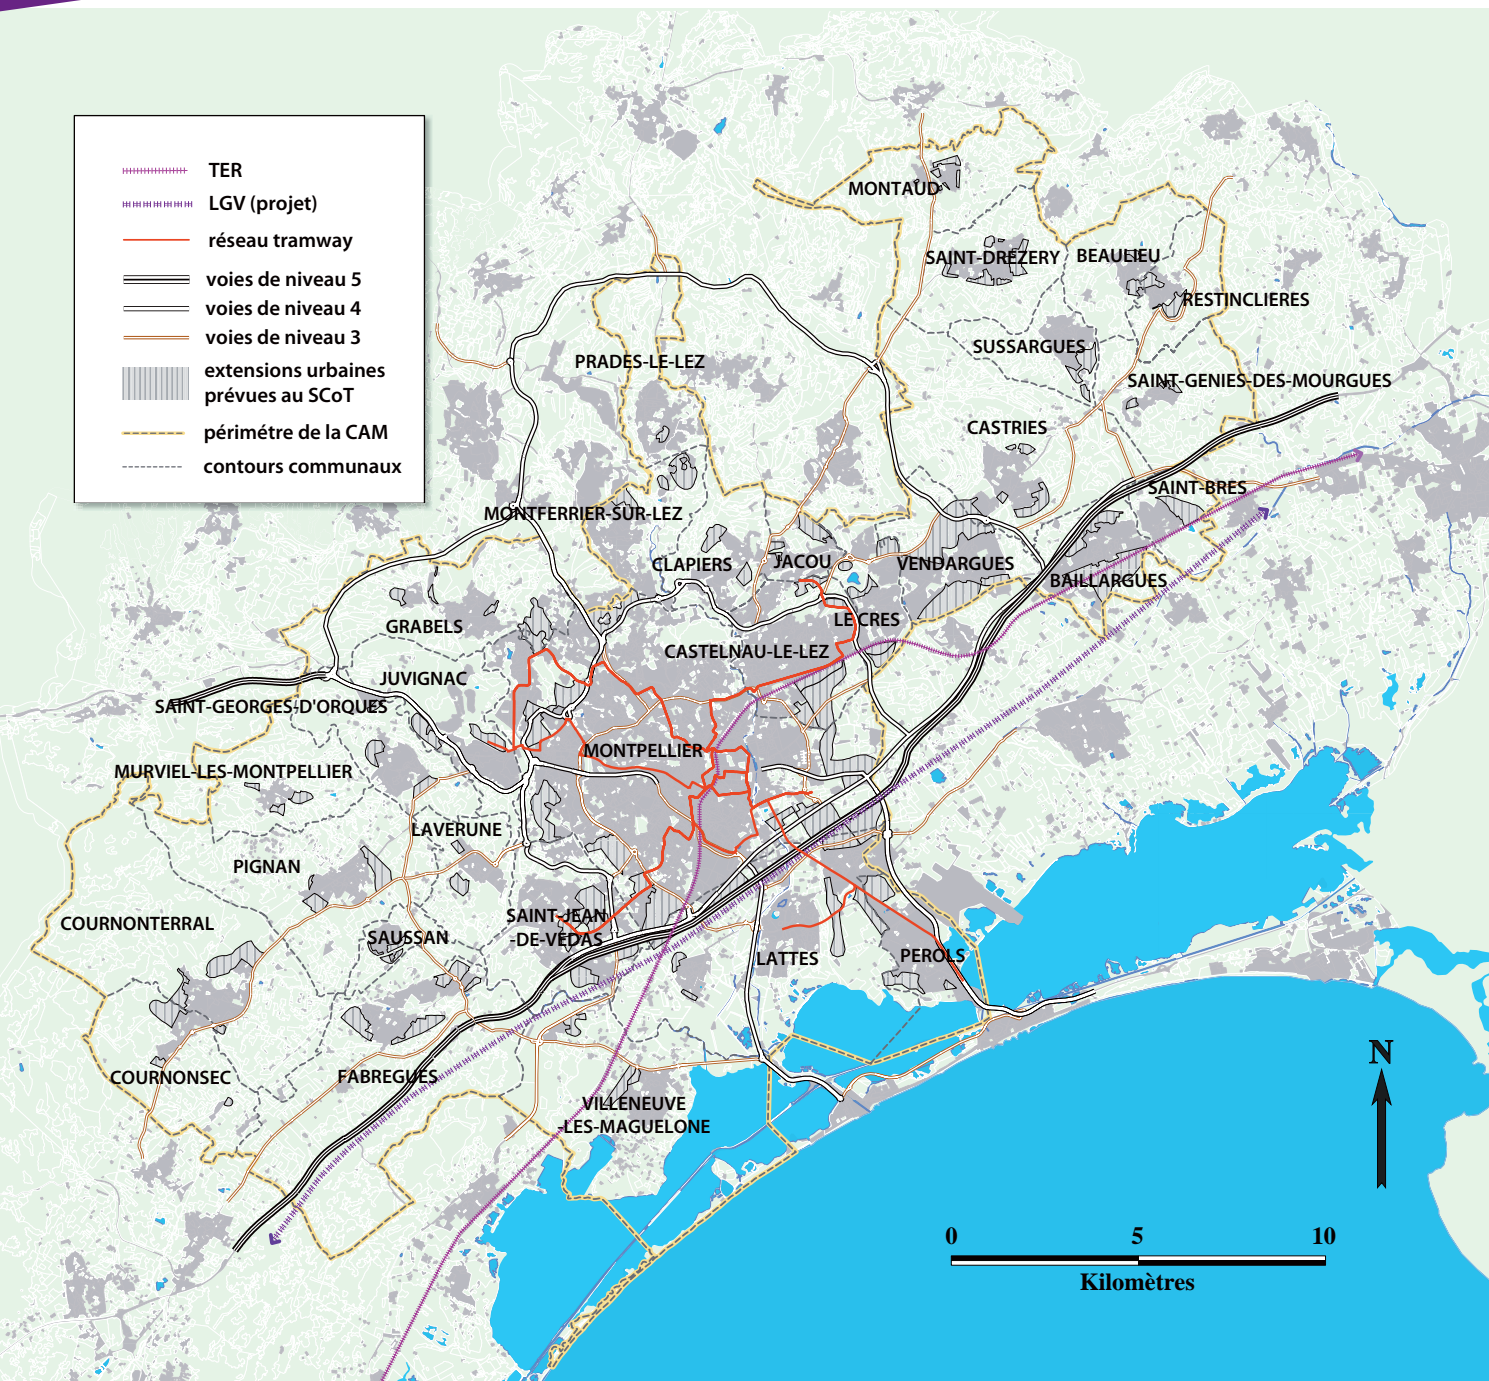 TER
LGV (projet)
réseau tramway
voies de niveau 5
voies de niveau 4
voies de niveau 3
extensions urbaines
prévues au SCoT
périmétre de la CAM
contours communaux
MONTAUD
SAINT-DREZERY
BEAULIEU
RESTINCLIERES
SUSSARGUES
PRADES-LE-LEZ
SAINT-GENIES-DES-MOURGUES
CASTRIES
SAINT-BRES
MONTFERRIER-SUR-LEZ
CLAPIERS
JACOU
VENDARGUES
BAILLARGUES
GRABELS
LE CRES
CASTELNAU-LE-LEZ
JUVIGNAC
SAINT-GEORGES-D'ORQUES
MONTPELLIER
MURVIEL-LES-MONTPELLIER
LAVERUNE
PIGNAN
COURNONTERRAL
SAINT-JEAN
-DE-VEDAS
SAUSSAN
LATTES
PEROLS
COURNONSEC
FABREGUES
VILLENEUVE
-LES-MAGUELONE
N
0 5 10
Kilomètres